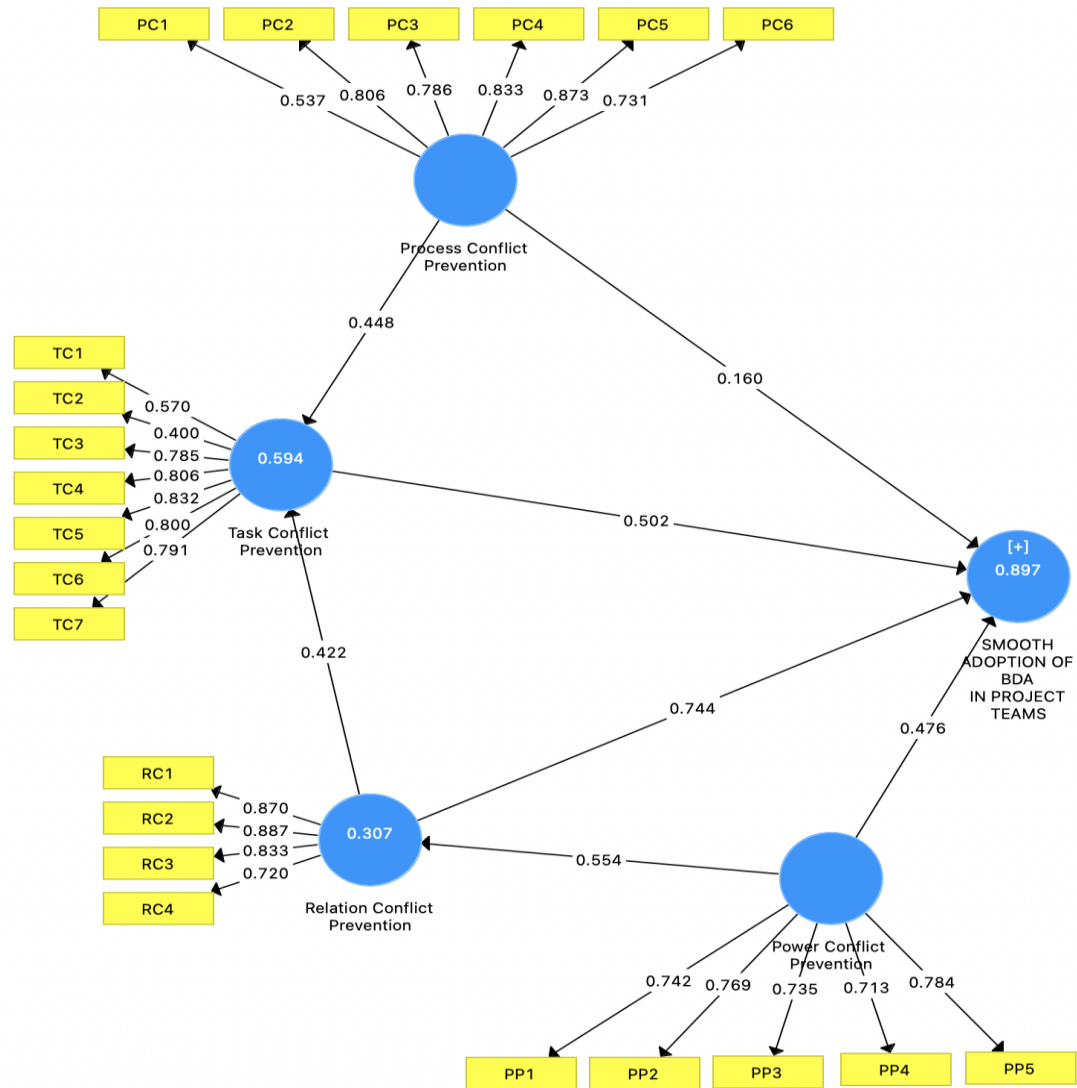 PC1 PC2 PC3 PC4 PC5 PC6
0.537 0.806 0.786 0.833 0.873 0.731
Process Conflict
Prevention
0.448
0.160
TC1
TC2
TC3
TC4
TC5
TC6
TC7
0.570
0.400
0.785
0.806
0.832
0.800
0.791
0.594
Task Conflict
Prevention
0.502
[+]
0.897
SMOOTH
ADOPTION OF
BDA
IN PROJECT
TEAMS
0.422
0.744
0.476
RC1
RC2
RC3
RC4
0.870
0.887
0.833
0.720
0.307
Relation Conflict
Prevention
0.554
Power Conflict
Prevention
0.742 0.769 0.735 0.713 0.784
PP1 PP2 PP3 PP4 PP5